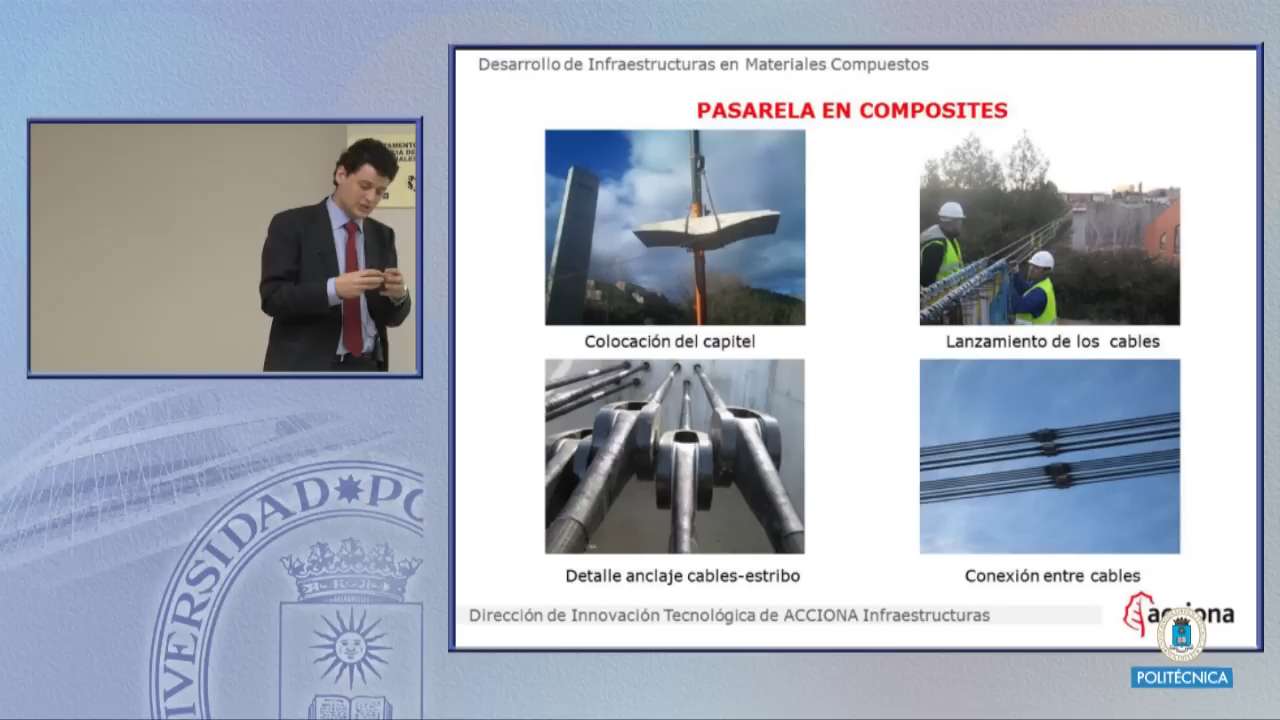 Desarrollo de Infraestructuras en Materiales Compuestos
PASARELA EN COMPOSITES
Colocación del capitel
Lanzamiento de los cables
Detalle anclaje cables-estribo
Conexión entre cables
Dirección de Innovación Tecnológica de ACCIONA Infraestructuras
POLITÉCNICA